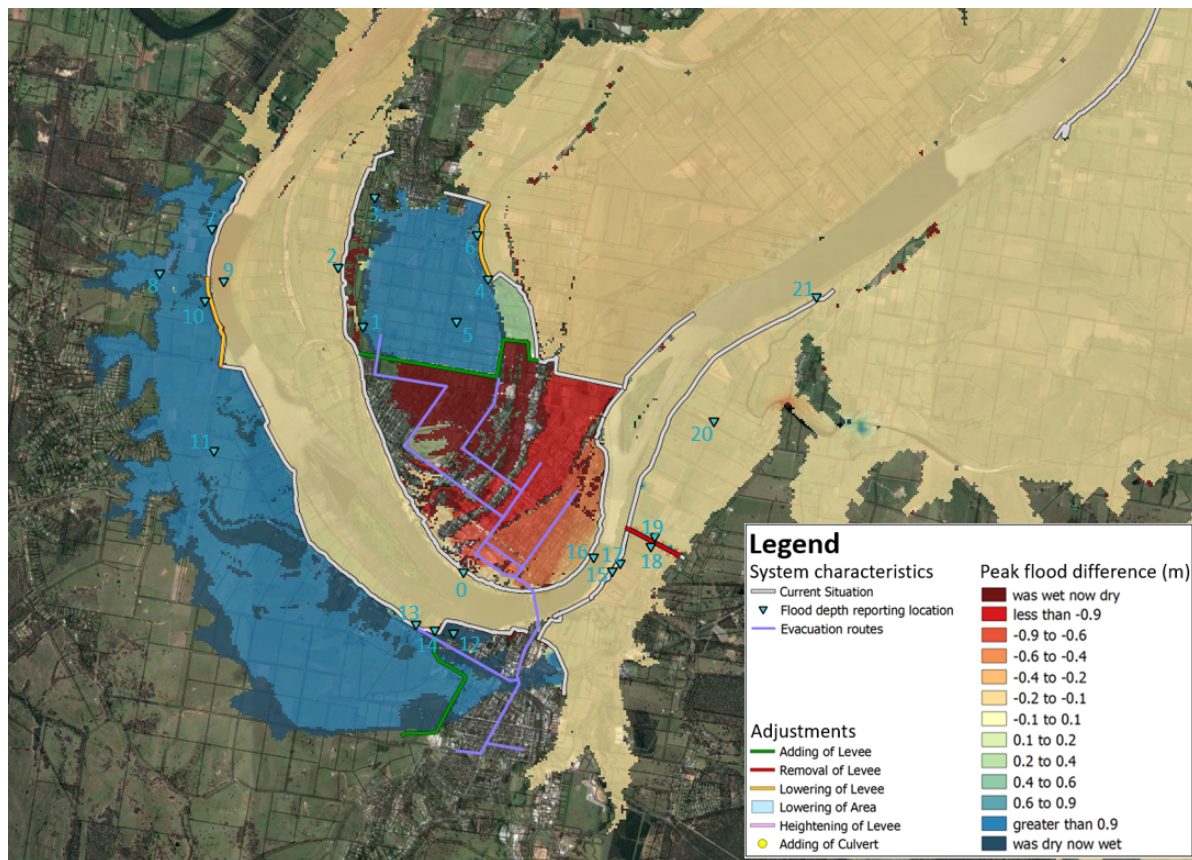 3
7
6
2
8
9
4
21
10
1
5
20
11
19
16
17
18
15
0
13
14
12
Legend
System characteristics
Current Situation
Flood depth reporting location
Evacuation routes
Adjustments
Adding of Levee
Removal of Levee
Lowering of Levee
Lowering of Area
Heightening of Levee
Adding of Culvert
Peak flood difference (m)
was wet now dry
less than -0.9
-0.9 to -0.6
-0.6 to -0.4
-0.4 to -0.2
-0.2 to -0.1
-0.1 to 0.1
0.1 to 0.2
0.2 to 0.4
0.4 to 0.6
0.6 to 0.9
greater than 0.9
was dry now wet